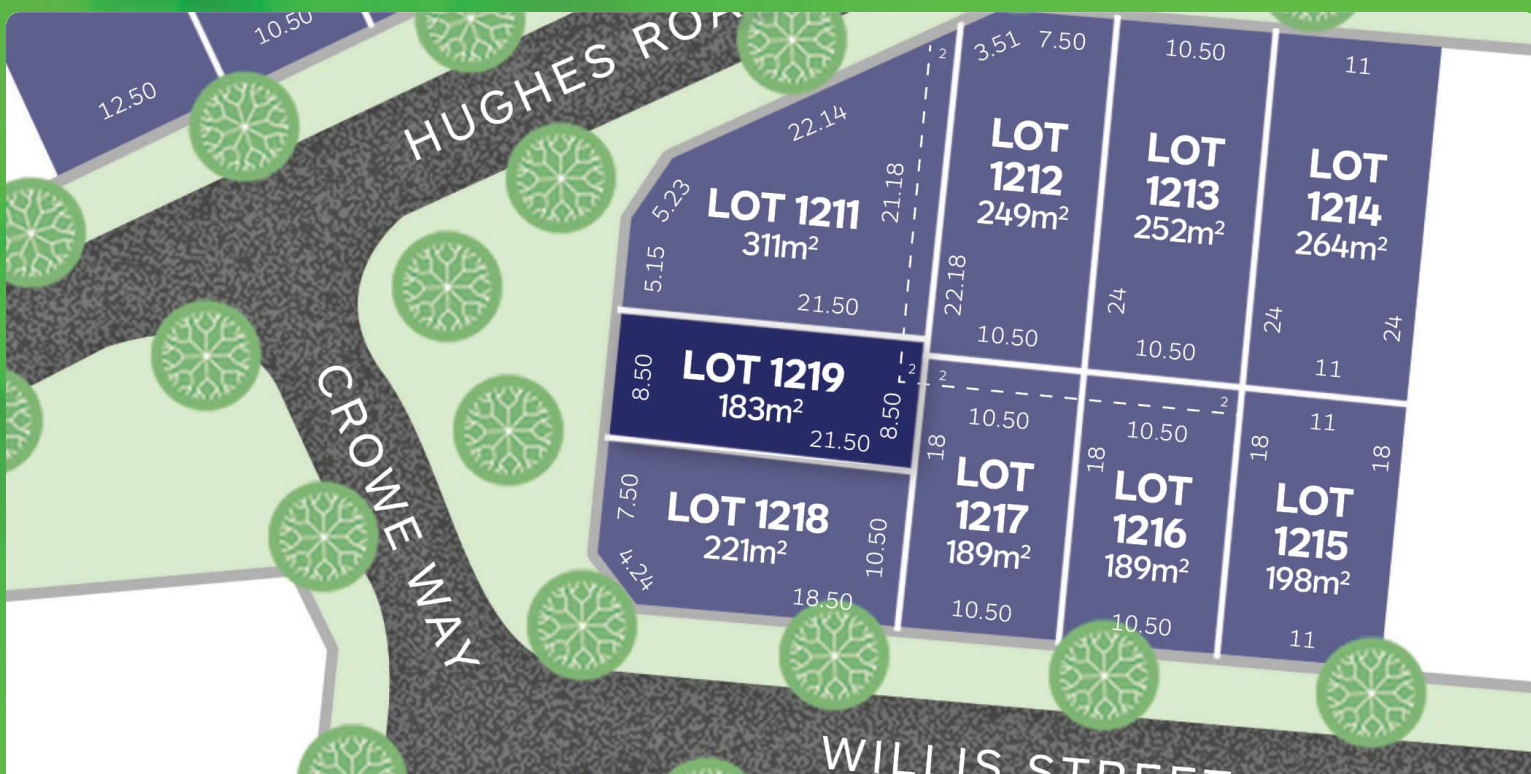 10.50
12.50
HUGHES ROA
22.14
5.23
5.15
21.18
2
LOT 1211
311m²
21.50
3.51
7.50
LOT
1212
249m²
22.18
10.50
10.50
LOT
1213
252m²
24
10.50
11
LOT
1214
264m²
24
24
11
8.50
LOT 1219
183m²
21.50
8.50
2
2
7.50
LOT 1218
221m²
4.24
10.50
18.50
10.50
18
LOT
1217
189m²
10.50
2
10.50
18
LOT
1216
189m²
10.50
11
18
18
LOT
1215
198m²
11
CROWE WAY
WILLIS STREET